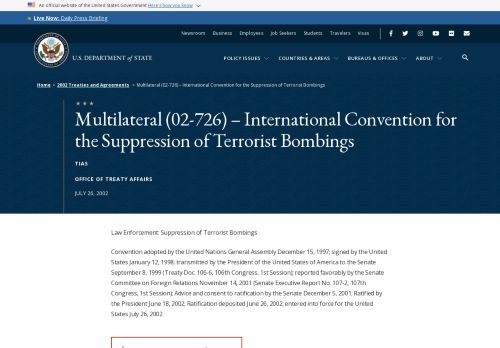 An official website of the United States Government Here's how you know
Live Now: Daily Press Briefing
Newsroom Business Employees Job Seekers Students Travelers Visas
U.S. DEPARTMENT of STATE
POLICY ISSUES COUNTRIES & AREAS BUREAUS & OFFICES ABOUT
Home > 2002 Treaties and Agreements > Multilateral (02-726) – International Convention for the Suppression of Terrorist Bombings
Multilateral (02-726) – International Convention for
the Suppression of Terrorist Bombings
TIAS
OFFICE OF TREATY AFFAIRS
JULY 26, 2002
Law Enforcement: Suppression of Terrorist Bombings
Convention adopted by the United Nations General Assembly December 15, 1997; signed by the United
States January 12, 1998; transmitted by the President of the United States of America to the Senate
September 8, 1999 (Treaty Doc. 106-6, 106th Congress, 1st Session); reported favorably by the Senate
Committee on Foreign Relations November 14, 2001 (Senate Executive Report No. 107-2, 107th
Congress, 1st Session); Advice and consent to ratification by the Senate December 5, 2001; Ratified by
the President June 18, 2002; Ratification deposited June 26, 2002; entered into force for the United
States July 26, 2002.